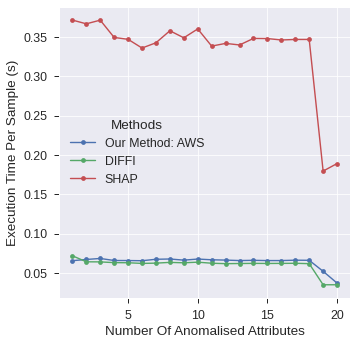 0.35
0.30
0.25
0.20
0.15
0.10
0.05
Execution Time Per Sample (s)
Methods
Our Method: AWS
DIFFI
SHAP
5
10
15
20
Number Of Anomalised Attributes